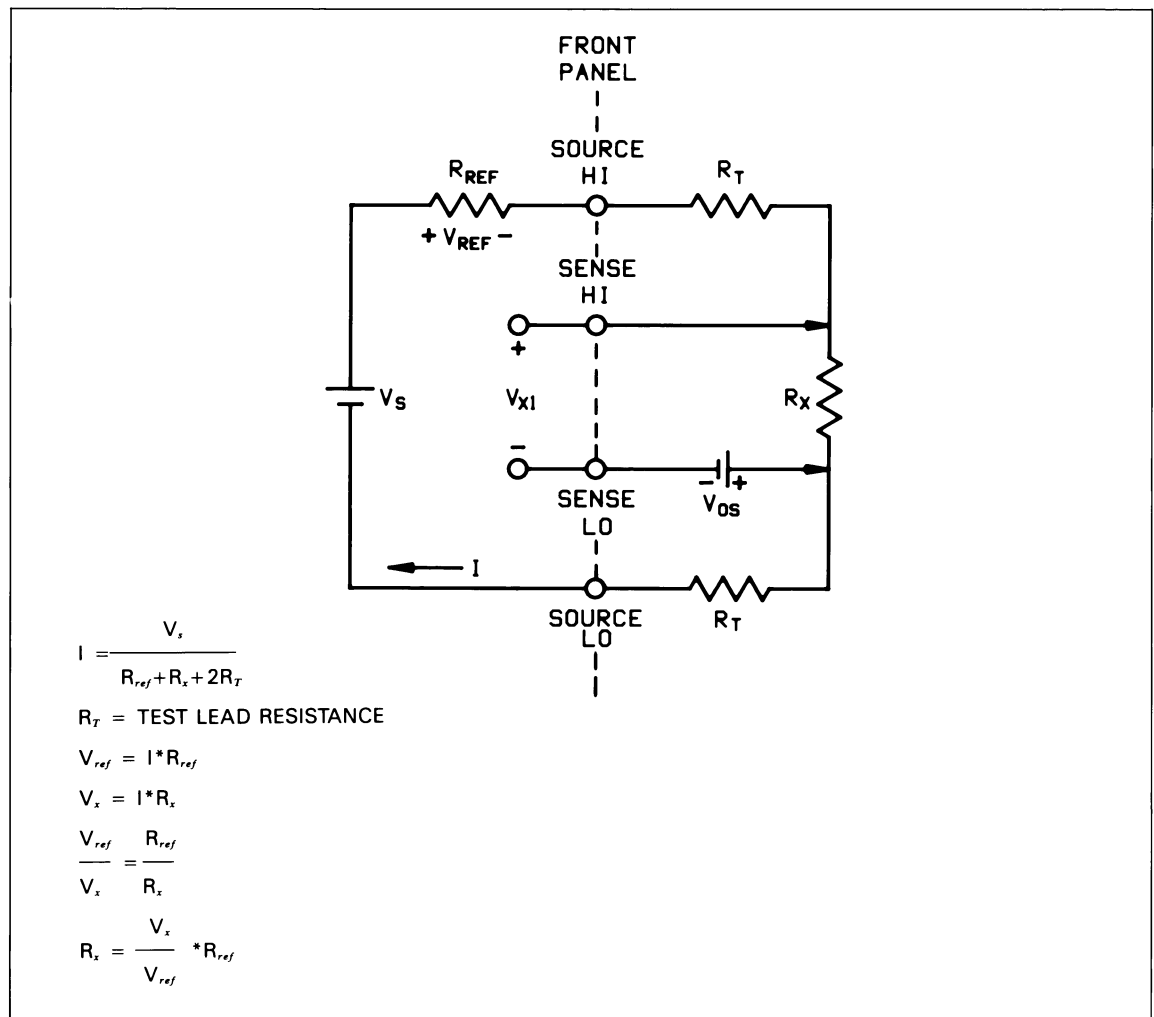 FRONT
PANEL
SOURCE
HI
R_REF
R_T
+ V_REF -
SENSE
HI
+
V_S
V_X1
R_X
-
- +
V_OS
SENSE
LO
I
SOURCE
LO
R_T
I = V_s / R_ref+R_x+2R_T
R_T = TEST LEAD RESISTANCE
V_ref = I*R_ref
V_x = I*R_x
V_ref / V_x = R_ref / R_x
R_x = V_x / V_ref *R_ref